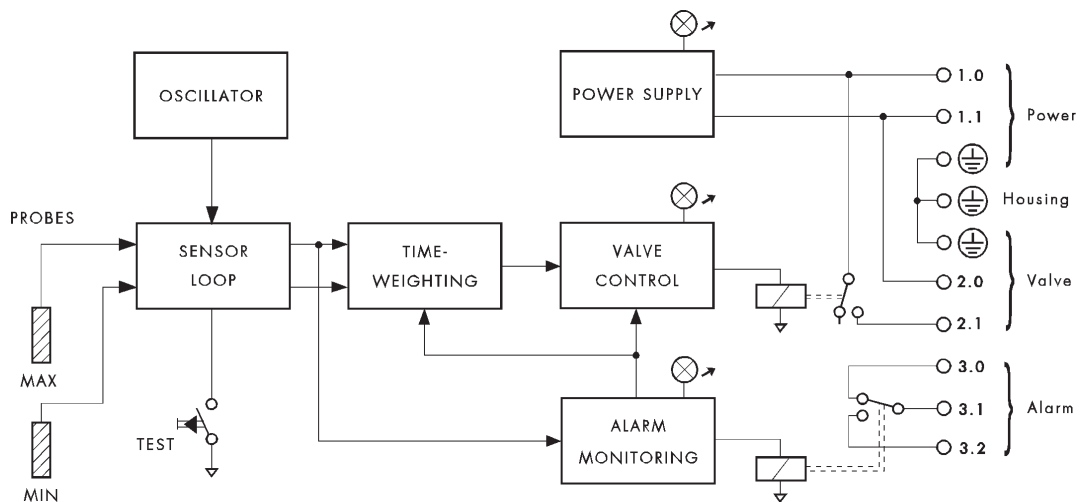 OSCILLATOR
POWER SUPPLY
1.0
1.1
Power
Housing
PROBES
SENSOR
LOOP
TIME-
WEIGHTING
VALVE
CONTROL
2.0
Valve
2.1
MAX
MIN
TEST
ALARM
MONITORING
3.0
3.1
Alarm
3.2